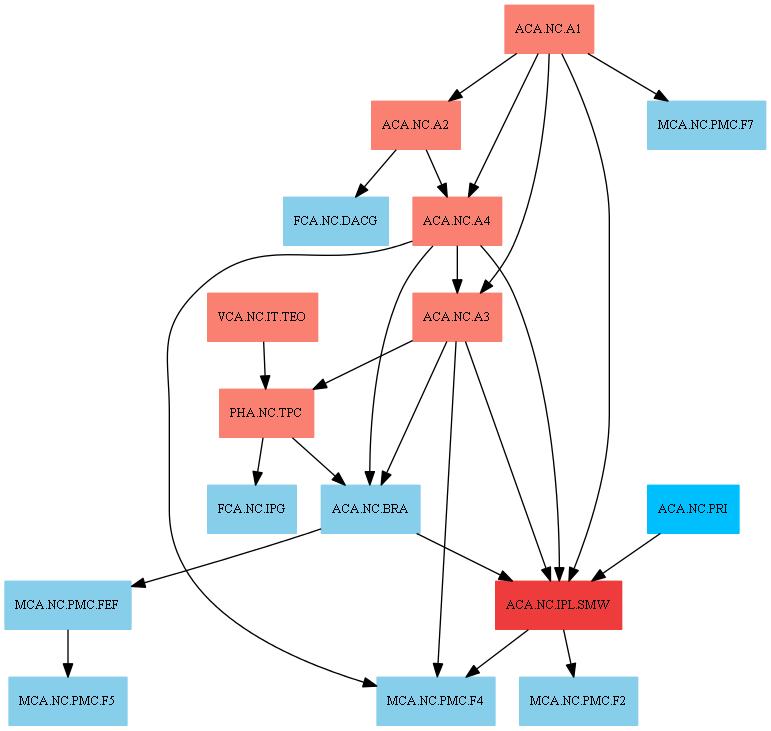 ACA.NC.A1
ACA.NC.A2
MCA.NC.PMC.F7
FCA.NC.DACG
ACA.NC.A4
VCA.NC.IT.TEO
ACA.NC.A3
PHA.NC.TPC
FCA.NC.IPG
ACA.NC.BRA
ACA.NC.PRI
MCA.NC.PMC.FEF
ACA.NC.IPL.SMW
MCA.NC.PMC.F5
MCA.NC.PMC.F4
MCA.NC.PMC.F2